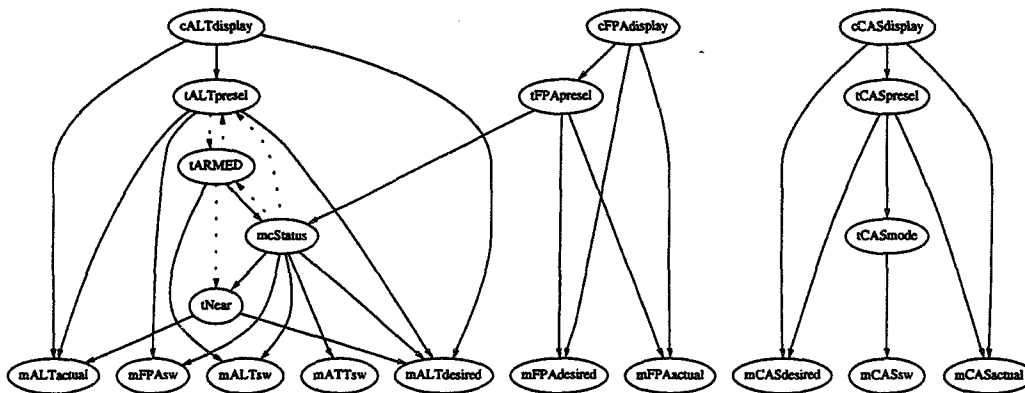 cALTdisplay cFPAdisplay cCASdisplay
tALTpresel tFPApresel tCASpresel
tARMED
mcStatus tCASmode
tNear
mALTactual mFPAsw mALTsw mATTsw mALTdesired mFPAdesired mFPAactual mCASdesired mCASsw mCASactual